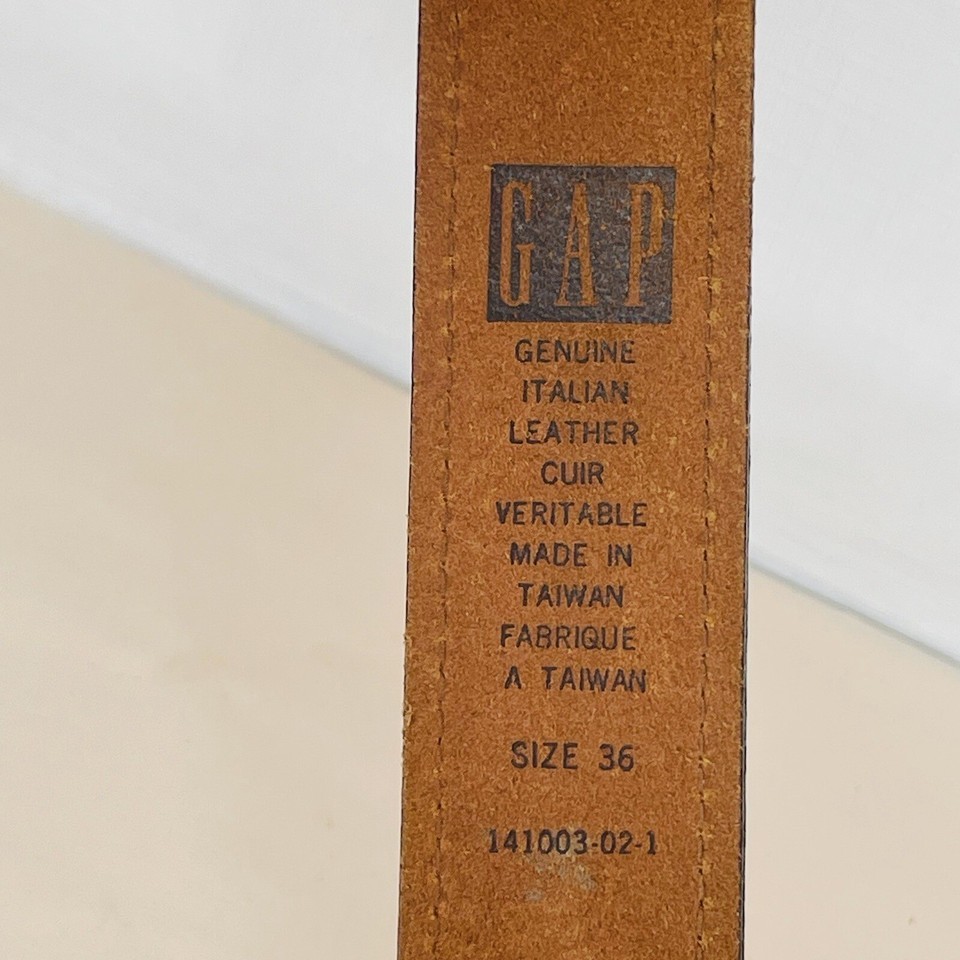 GAP
GENUINE
ITALIAN
LEATHER
CUIR
VERITABLE
MADE IN
TAIWAN
FABRIQUE
A TAIWAN
SIZE 36
141003-02-1